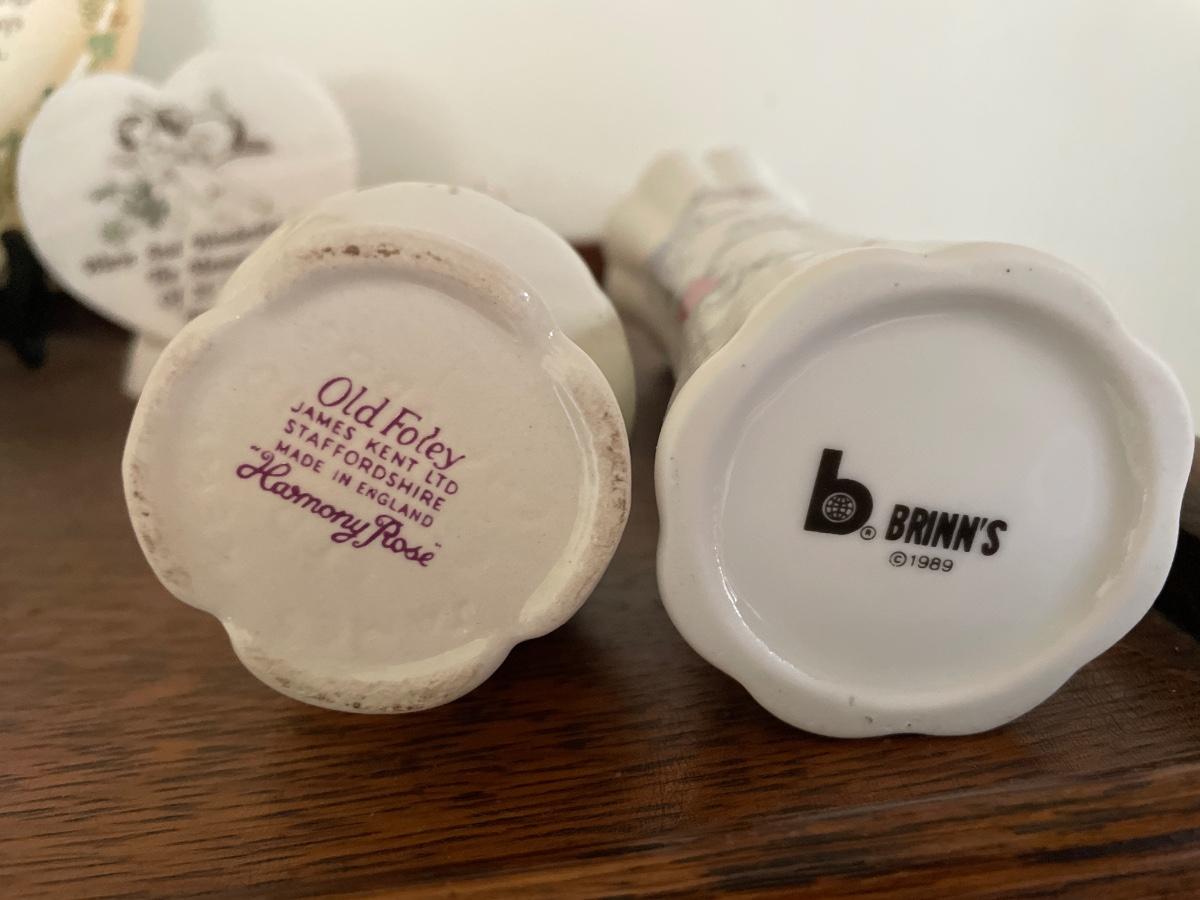 Old Foley
JAMES KENT LTD
STAFFORDSHIRE
MADE IN ENGLAND
"Harmony Rose"
b ® BRINN'S
©1989